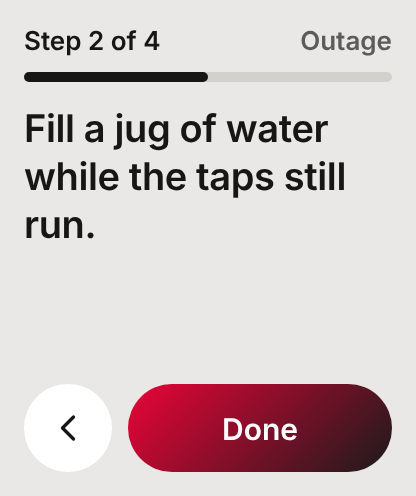 Step 2 of 4
Outage
Fill a jug of water
while the taps still
run.
Done